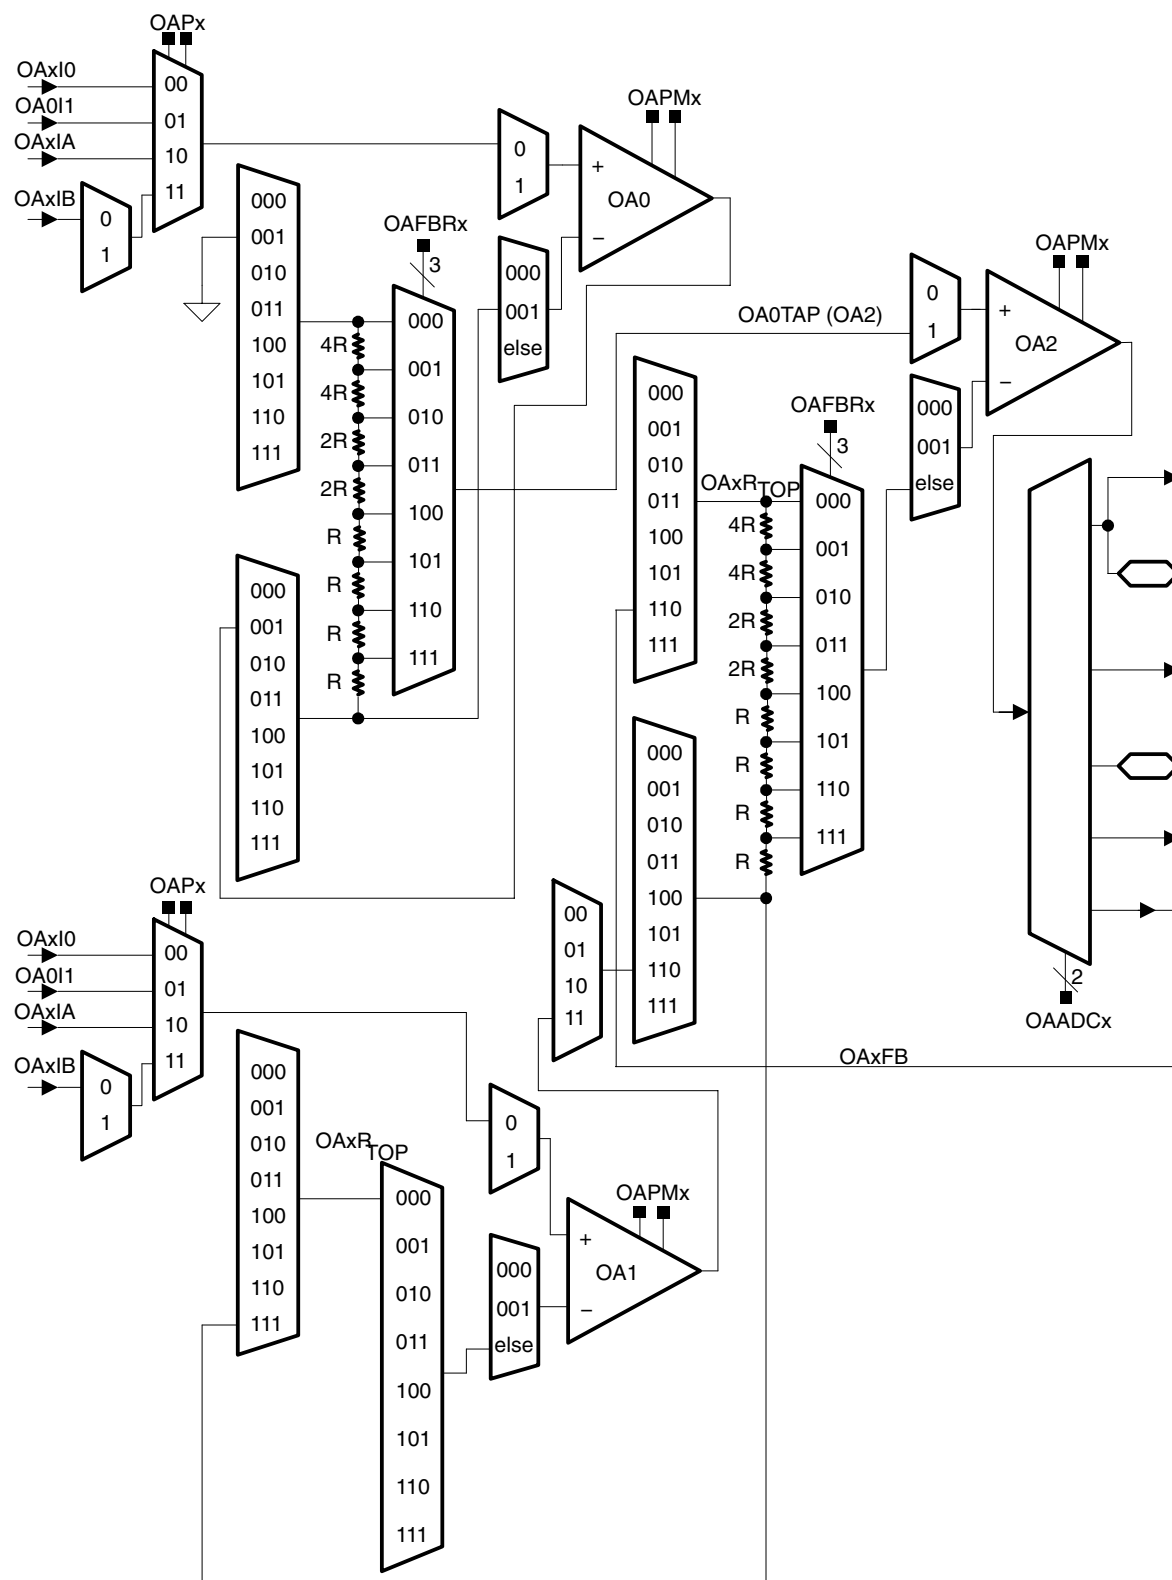 OAPx
OAxI0
OA0I1
OAxIA
OAxIB
00
01
10
11
0
1
000
001
010
011
100
101
110
111
OAFBRx
3
4R
4R
2R
2R
R
R
R
R
000
001
010
011
100
101
110
111
0
1
000
001
else
OAPMx
+
OA0
−
000
001
010
011
100
101
110
111
OA0TAP (OA2)
000
001
010
011
100
101
110
111
OAxRTOP
OAFBRx
3
4R
4R
2R
2R
R
R
R
R
000
001
010
011
100
101
110
111
0
1
000
001
else
OAPMx
+
OA2
−
2
OAADCx
000
001
010
011
100
101
110
111
00
01
10
11
OAxFB
OAPx
OAxI0
OA0I1
OAxIA
OAxIB
00
01
10
11
0
1
000
001
010
011
100
101
110
111
OAxRTOP
000
001
010
011
100
101
110
111
0
1
000
001
else
OAPMx
+
OA1
−